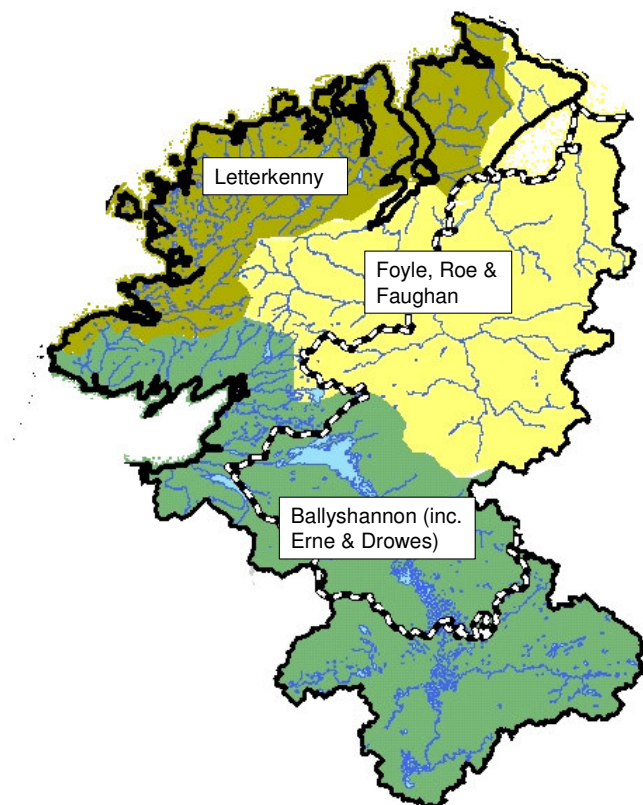 Letterkenny
Foyle, Roe &
Faughan
Ballyshannon (inc.
Erne & Drowes)